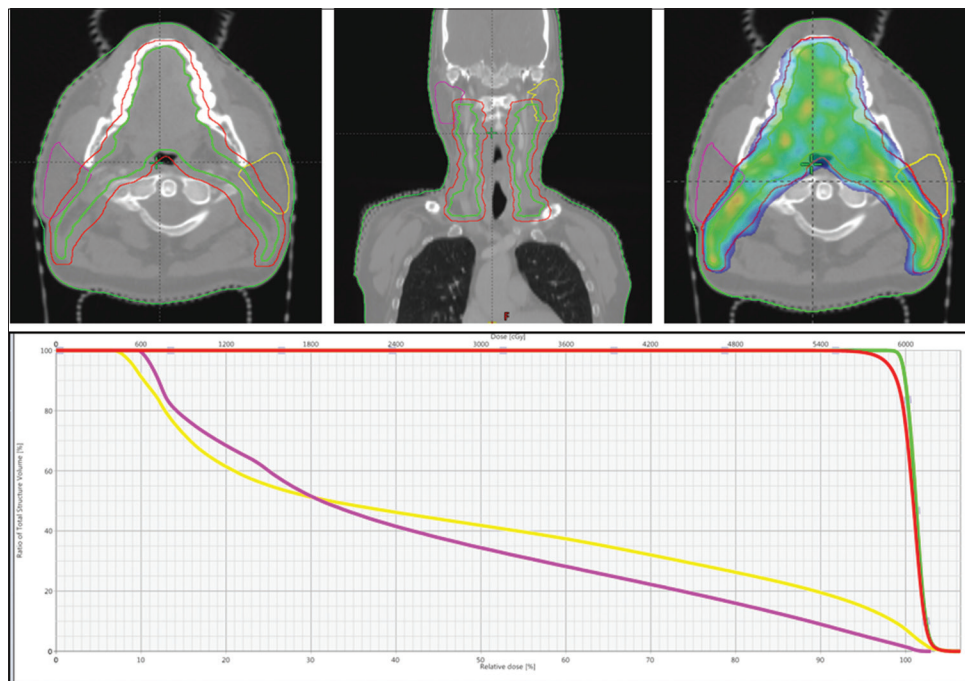 F
Dose [cGy]
0 600 1200 1800 2400 3000 3600 4200 4800 5400 6000
Ratio of Total Structure Volume [%]
100
80
60
40
20
0
0 10 20 30 40 50 60 70 80 90 100
Relative dose [%]